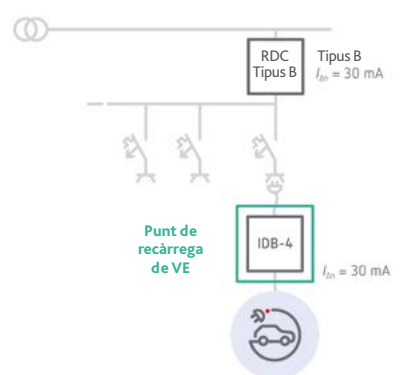 RDC
Tipus B
Tipus B
IΔn = 30 mA
Punt de
recàrrega
de VE
IDB-4
IΔn = 30 mA